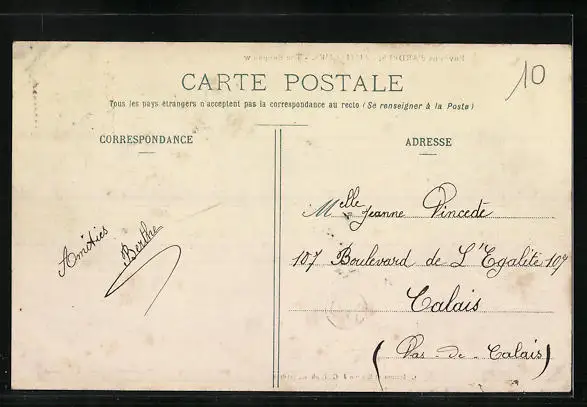 10
CARTE POSTALE
Tous les pays étrangers n'acceptent pas la correspondance au recto (Se renseigner à la Poste)
CORRESPONDANCE
Amitiés
Berthe
ADRESSE
Melle Jeanne Vincede
107 Boulevard de L'Egalité 107
Calais
(Pas-de-Calais)